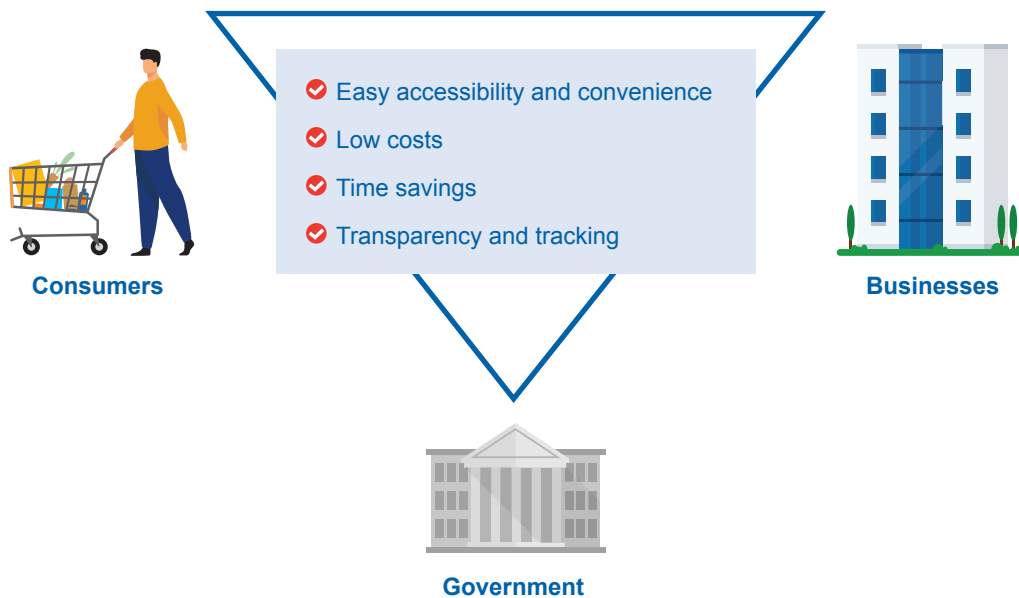 Easy accessibility and convenience
Low costs
Time savings
Transparency and tracking
Consumers
Businesses
Government